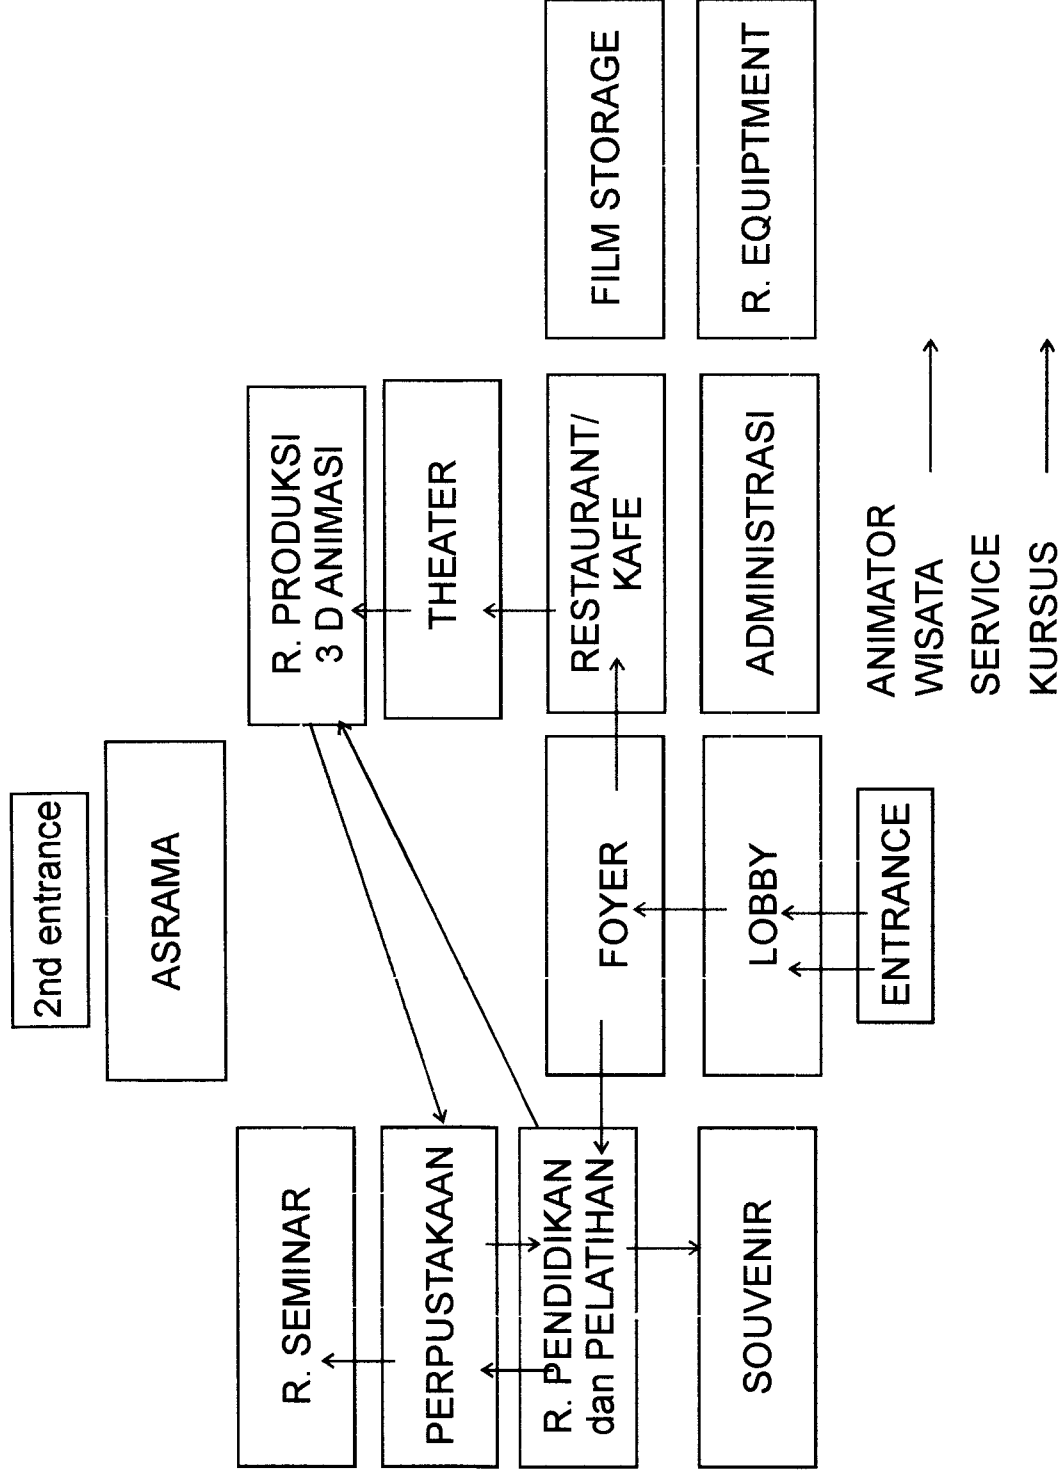 2nd entrance
ASRAMA
R. SEMINAR
R. PRODUKSI
3 D ANIMASI
PERPUSTAKAAN
THEATER
R. PENDIDIKAN
dan PELATIHAN
FOYER
RESTAURANT/
KAFE
FILM STORAGE
SOUVENIR
LOBBY
ADMINISTRASI
R. EQUIPTMENT
ENTRANCE
ANIMATOR
WISATA
SERVICE
KURSUS